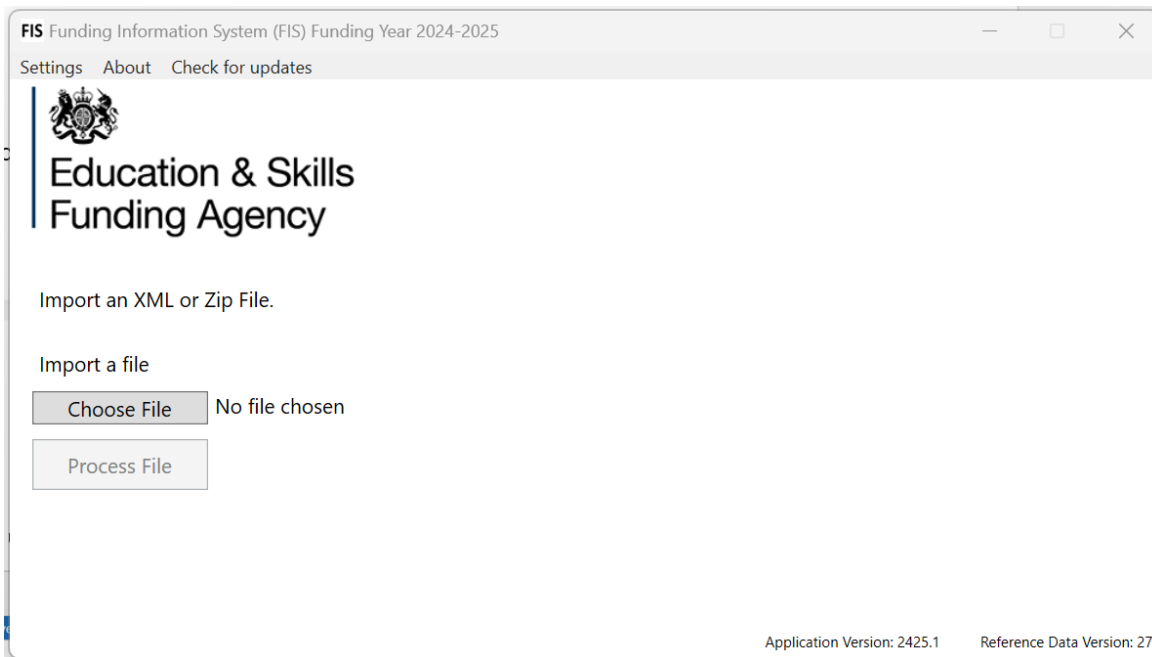 FIS Funding Information System (FIS) Funding Year 2024-2025
Settings About Check for updates
Education & Skills
Funding Agency
Import an XML or Zip File.
Import a file
Choose File No file chosen
Process File
Application Version: 2425.1 Reference Data Version: 27